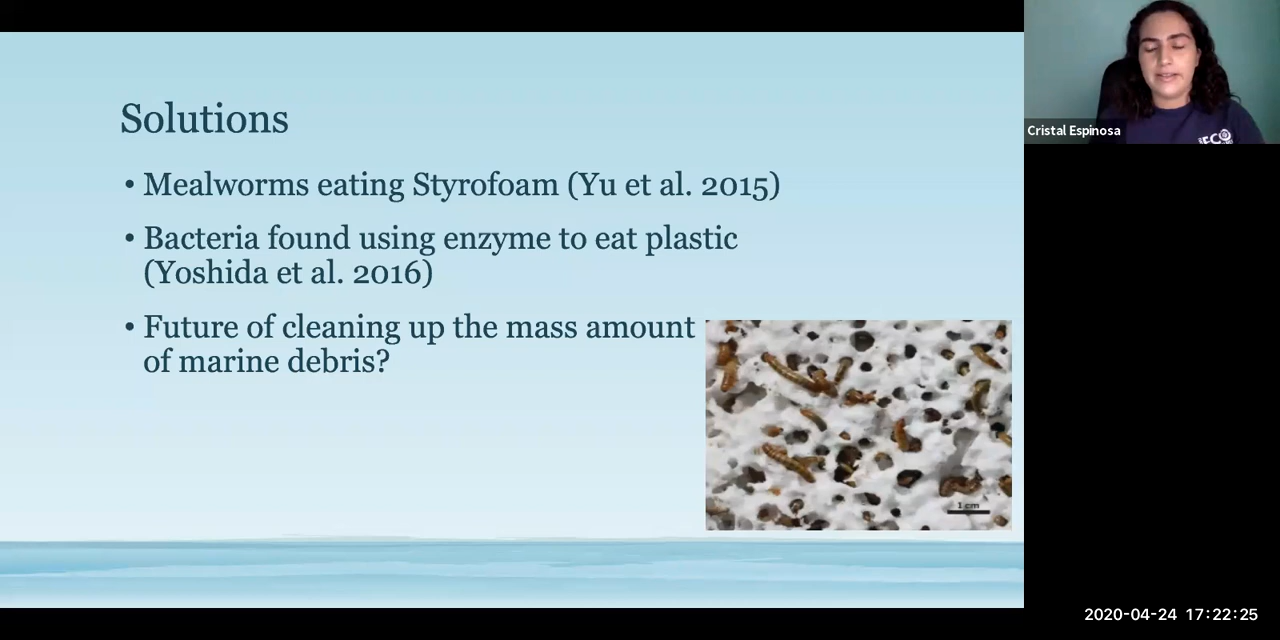 Solutions
• Mealworms eating Styrofoam (Yu et al. 2015)
• Bacteria found using enzyme to eat plastic
(Yoshida et al. 2016)
• Future of cleaning up the mass amount
of marine debris?
1 cm
Cristal Espinosa
2020-04-24 17:22:25